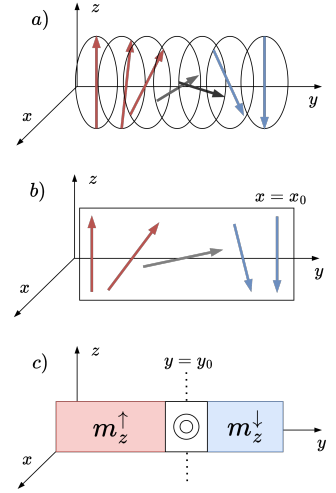 a)
z
x
y
b)
z
x = x₀
x
y
c)
z
y = y₀
m_z^↑
m_z^↓
x
y